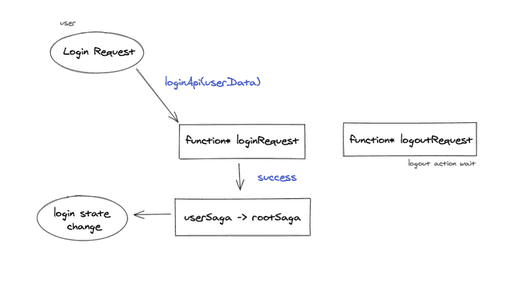 user
Login Request
loginApi(userData)
function* loginRequest
function* logoutRequest
logout action wait
success
login state
change
userSaga -> rootSaga